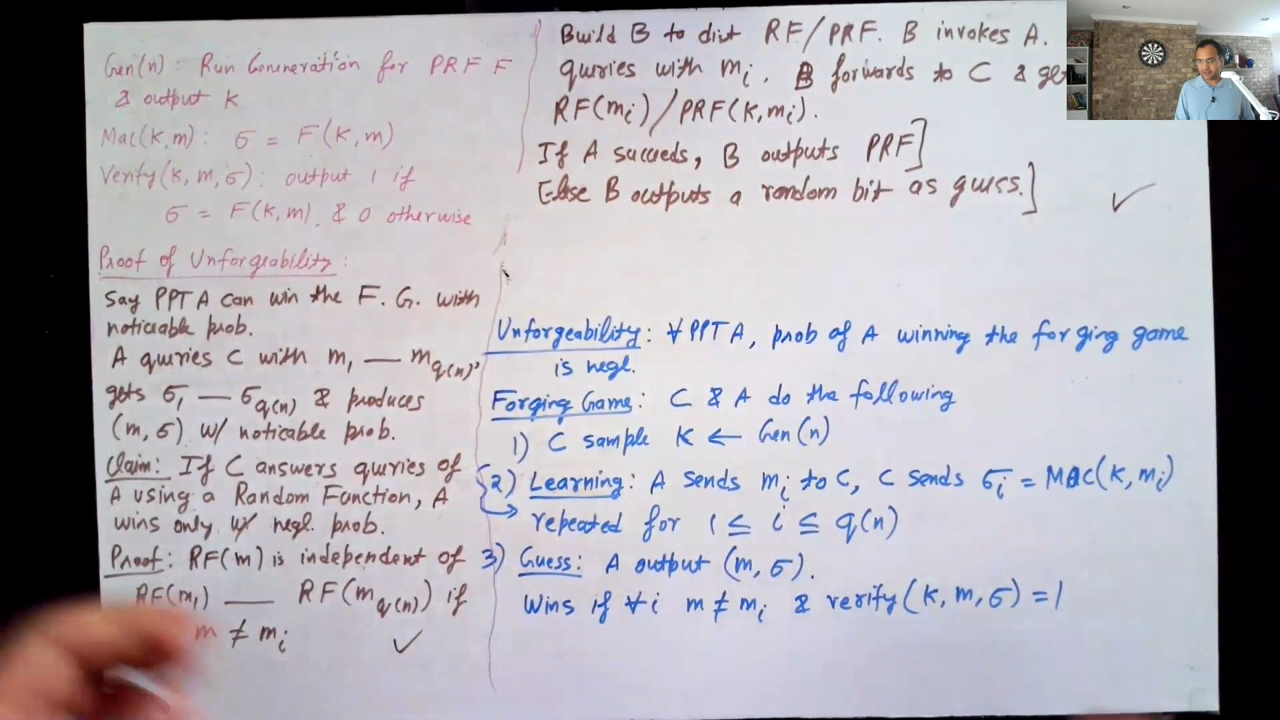 Gen(n): Run Generation for PRF F
& output K
Mac(K,m): σ = F(K,m)
Verify(k,m,σ): output 1 if
σ = F(k,m), & 0 otherwise
Proof of Unforgeability:
Say PPT A can win the F.G. with
noticeable prob.
A quries C with m1 — mq(n),
gets σ1 — σq(n) & produces
(m,σ) w/ noticable prob.
Claim: If C answers quries of
A using a Random Function, A
wins only w/ negl. prob.
Proof: RF(m) is independent of
RF(m1) — RF(mq(n)) if
m ≠ mi ✓
Build B to dist RF/PRF. B invokes A.
quries with mi. B forwards to C &
RF(mi)/PRF(K,mi).
If A succeds, B outputs PRF]
[Else B outputs a random bit as guess.] ✓
Unforgeability: ∀ PPT A, prob of A winning the forging game
is negl.
Forging Game: C & A do the following
1) C sample K ← Gen(n)
2) Learning: A sends mi to C, C sends σi = MAC(K,mi)
repeated for 1 ≤ i ≤ q(n)
3) Guess: A output (m,σ).
Wins if ∀i m ≠ mi & verify(k,m,σ) = 1